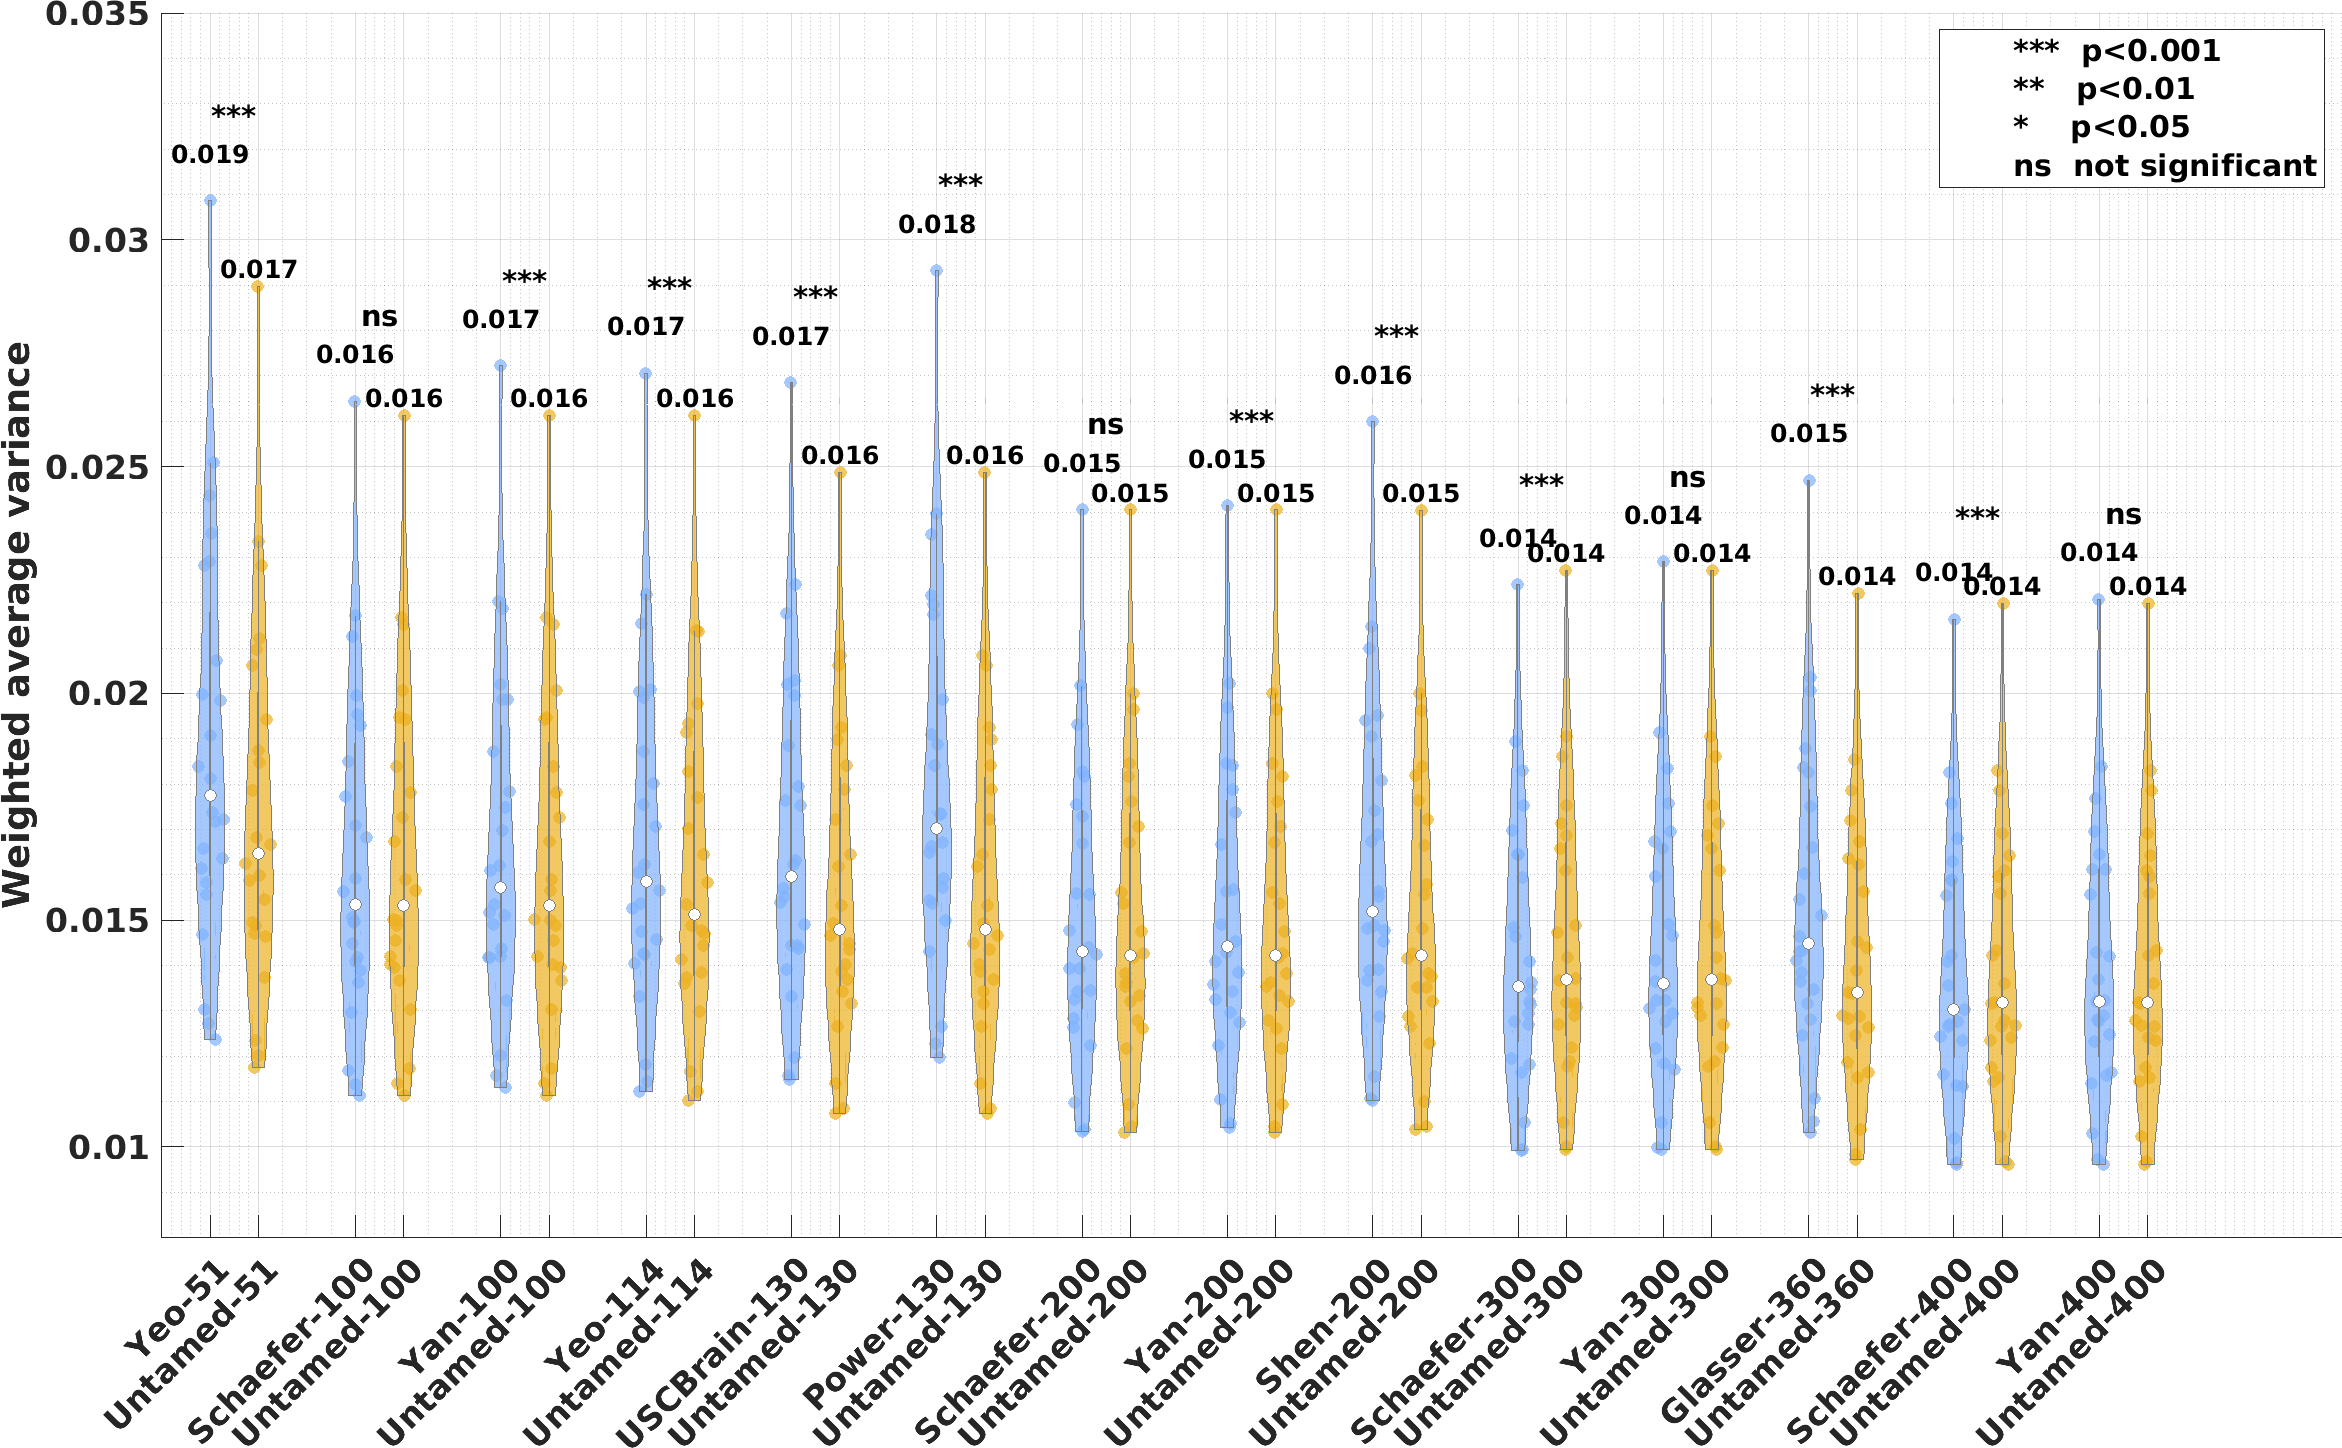 0.035
0.03
0.025
0.02
0.015
0.01
Weighted average variance
*** p<0.001
** p<0.01
* p<0.05
ns not significant
***
0.019
0.017
ns
0.016
0.016
***
0.017
0.016
***
0.017
0.016
***
0.017
0.016
***
0.018
0.016
ns
0.015
0.015
***
0.015
0.015
***
0.016
0.015
***
0.014
0.014
ns
0.014
0.014
***
0.015
0.014
***
0.014
0.014
ns
0.014
0.014
Yeo-51
Untamed-51
Schaefer-100
Untamed-100
Yan-100
Untamed-100
Yeo-114
Untamed-114
USCBrain-130
Untamed-130
Power-130
Untamed-130
Schaefer-200
Untamed-200
Yan-200
Untamed-200
Shen-200
Untamed-200
Schaefer-300
Untamed-300
Yan-300
Untamed-300
Glasser-360
Untamed-360
Schaefer-400
Untamed-400
Yan-400
Untamed-400